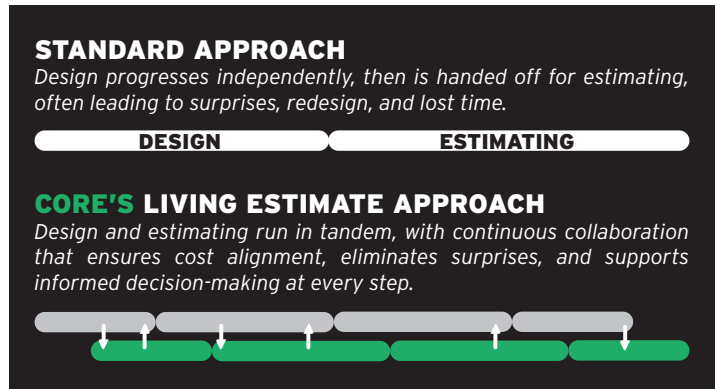 STANDARD APPROACH
Design progresses independently, then is handed off for estimating,
often leading to surprises, redesign, and lost time.
DESIGN ESTIMATING
CORE'S LIVING ESTIMATE APPROACH
Design and estimating run in tandem, with continuous collaboration
that ensures cost alignment, eliminates surprises, and supports
informed decision-making at every step.